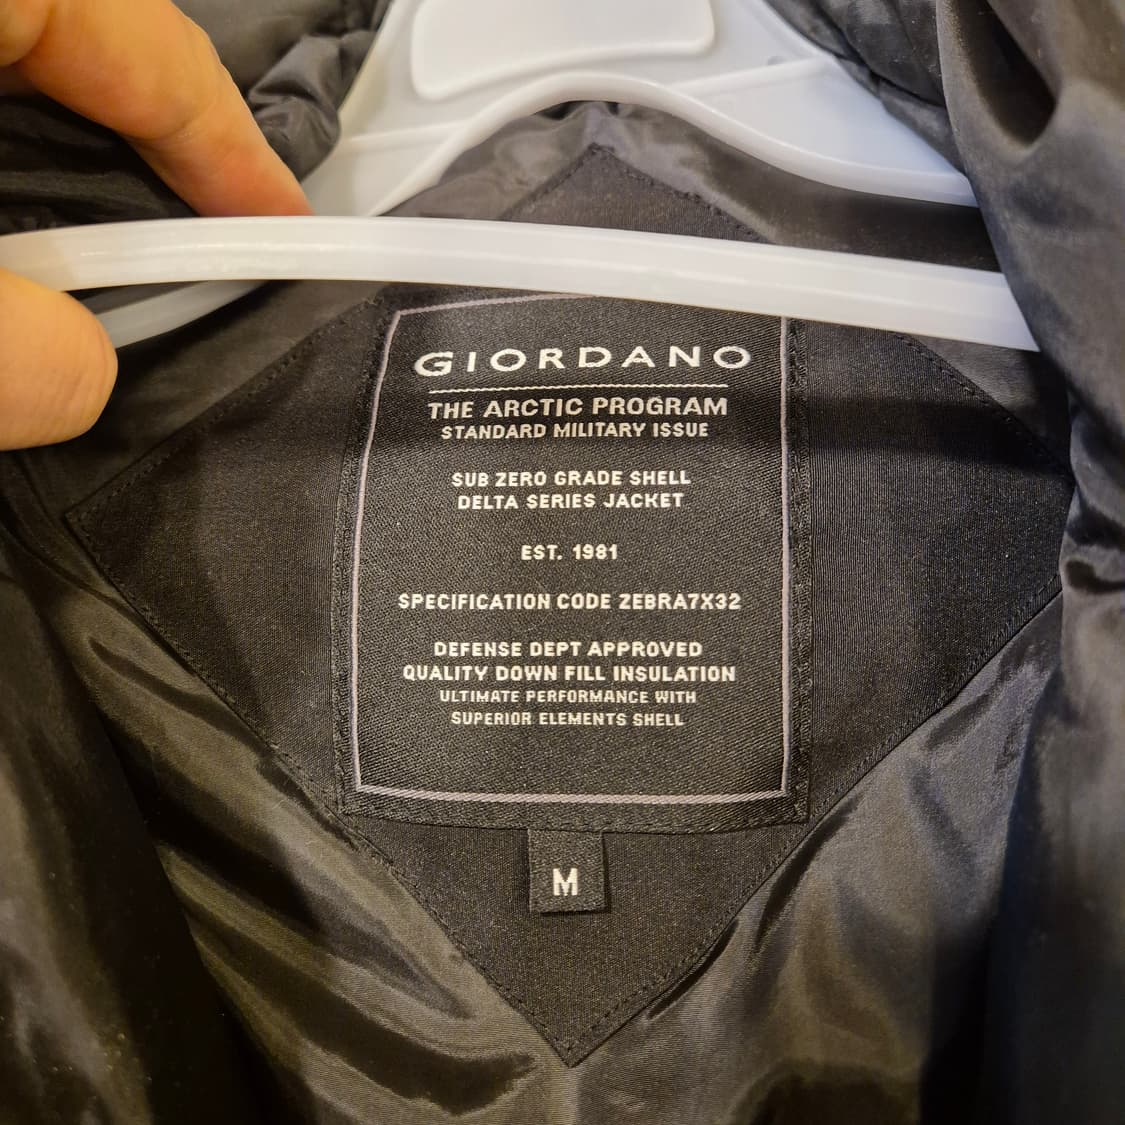 GIORDANO
THE ARCTIC PROGRAM
STANDARD MILITARY ISSUE
SUB ZERO GRADE SHELL
DELTA SERIES JACKET
EST. 1981
SPECIFICATION CODE ZEBRA7X32
DEFENSE DEPT APPROVED
QUALITY DOWN FILL INSULATION
ULTIMATE PERFORMANCE WITH
SUPERIOR ELEMENTS SHELL
M